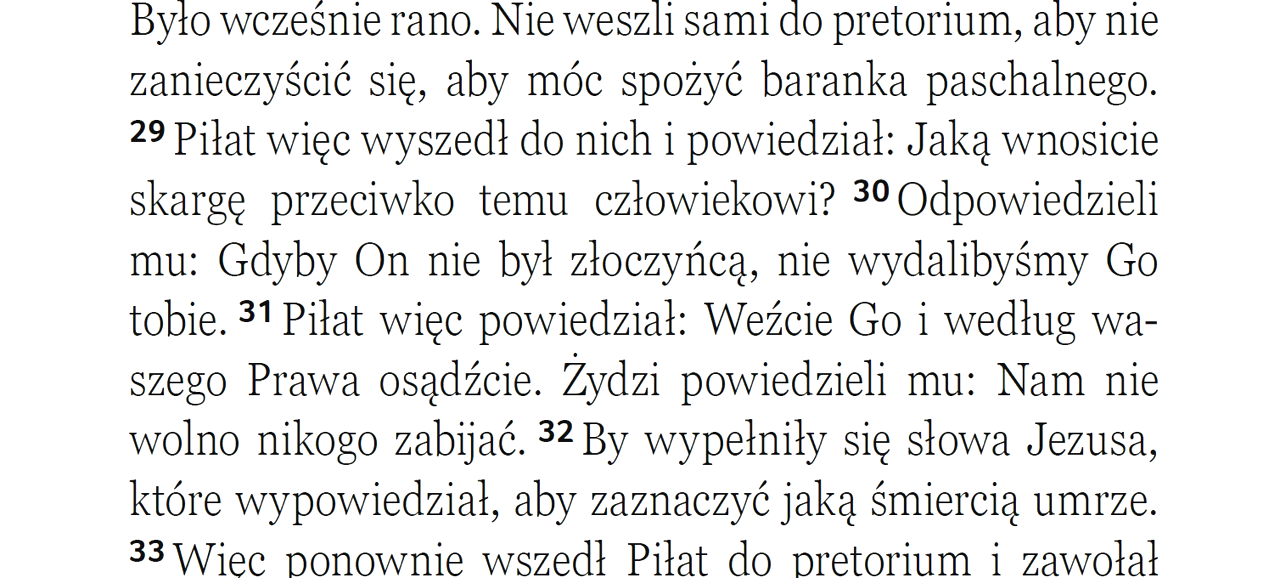 Było wcześnie rano. Nie weszli sami do pretorium, aby nie
zanieczyścić się, aby móc spożyć baranka paschalnego.
29 Piłat więc wyszedł do nich i powiedział: Jaką wnosicie
skargę przeciwko temu człowiekowi? 30 Odpowiedzieli
mu: Gdyby On nie był złoczyńcą, nie wydalibyśmy Go
tobie. 31 Piłat więc powiedział: Weźcie Go i według wa-
szego Prawa osądźcie. Żydzi powiedzieli mu: Nam nie
wolno nikogo zabijać. 32 By wypełniły się słowa Jezusa,
które wypowiedział, aby zaznaczyć jaką śmiercią umrze.
33 Więc ponownie wszedł Piłat do pretorium i zawołał